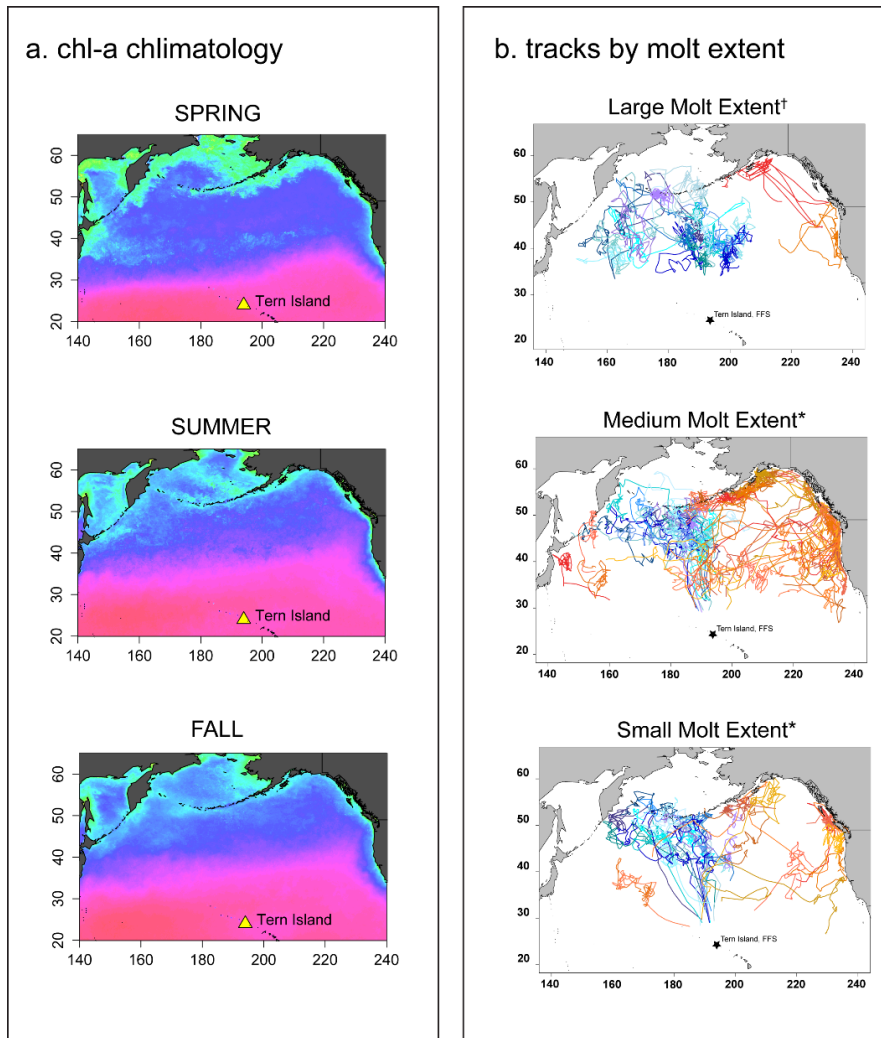 a. chl-a chlimatology
SPRING
60
50
40
30
20
Tern Island
140 160 180 200 220 240
SUMMER
60
50
40
30
20
Tern Island
140 160 180 200 220 240
FALL
60
50
40
30
20
Tern Island
140 160 180 200 220 240
b. tracks by molt extent
Large Molt Extent†
60
50
40
30
20
Tern Island, FFS
140 160 180 200 220 240
Medium Molt Extent*
60
50
40
30
20
Tern Island, FFS
140 160 180 200 220 240
Small Molt Extent*
60
50
40
30
20
Tern Island, FFS
140 160 180 200 220 240